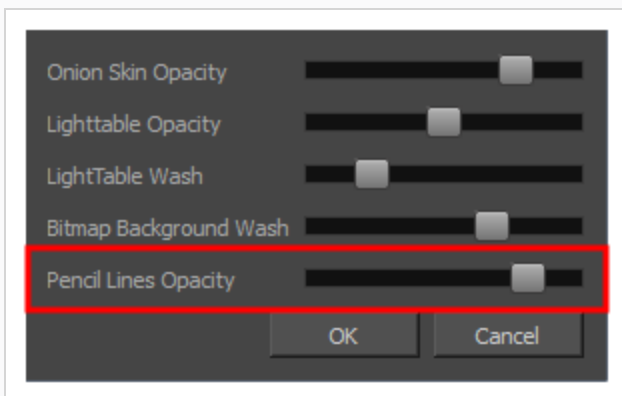 Onion Skin Opacity
Lighttable Opacity
LightTable Wash
Bitmap Background Wash
Pencil Lines Opacity
OK Cancel